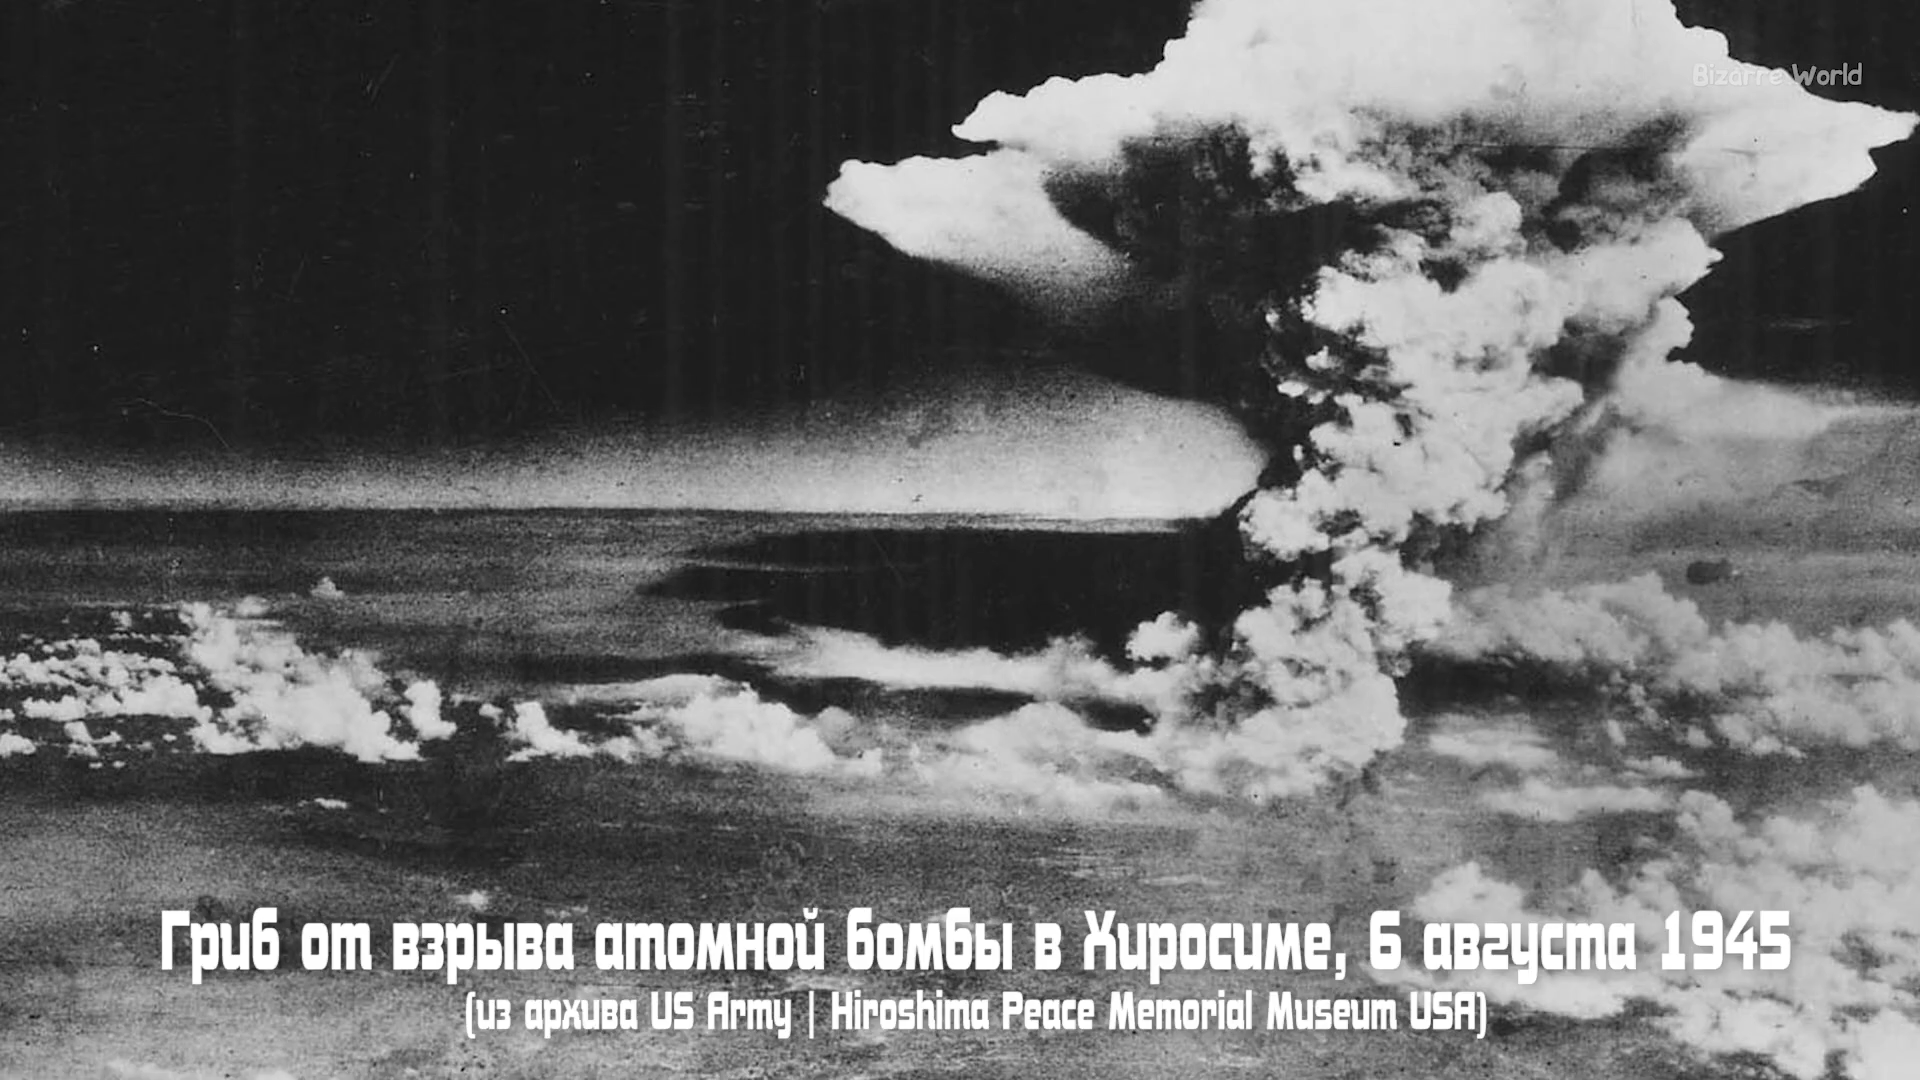 Bizarre World
Гриб от взрыва атомной бомбы в Хиросиме, 6 августа 1945
(из архива US Army | Hiroshima Peace Memorial Museum USA)